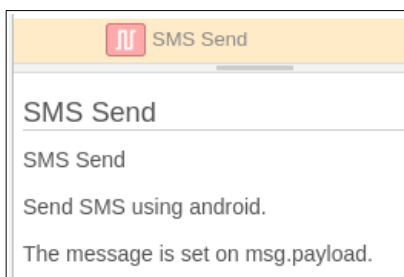 SMS Send
SMS Send
SMS Send
Send SMS using android.
The message is set on msg.payload.